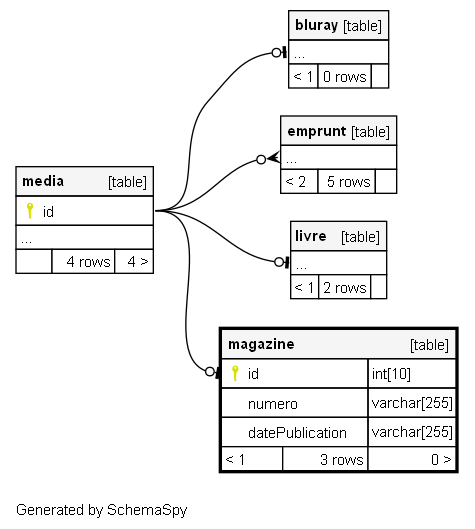 bluray [table]
...
< 1 0 rows
emprunt [table]
...
< 2 5 rows
media [table]
id
...
4 rows 4 >
livre [table]
...
< 1 2 rows
magazine [table]
id int[10]
numero varchar[255]
datePublication varchar[255]
< 1 3 rows 0 >
Generated by SchemaSpy